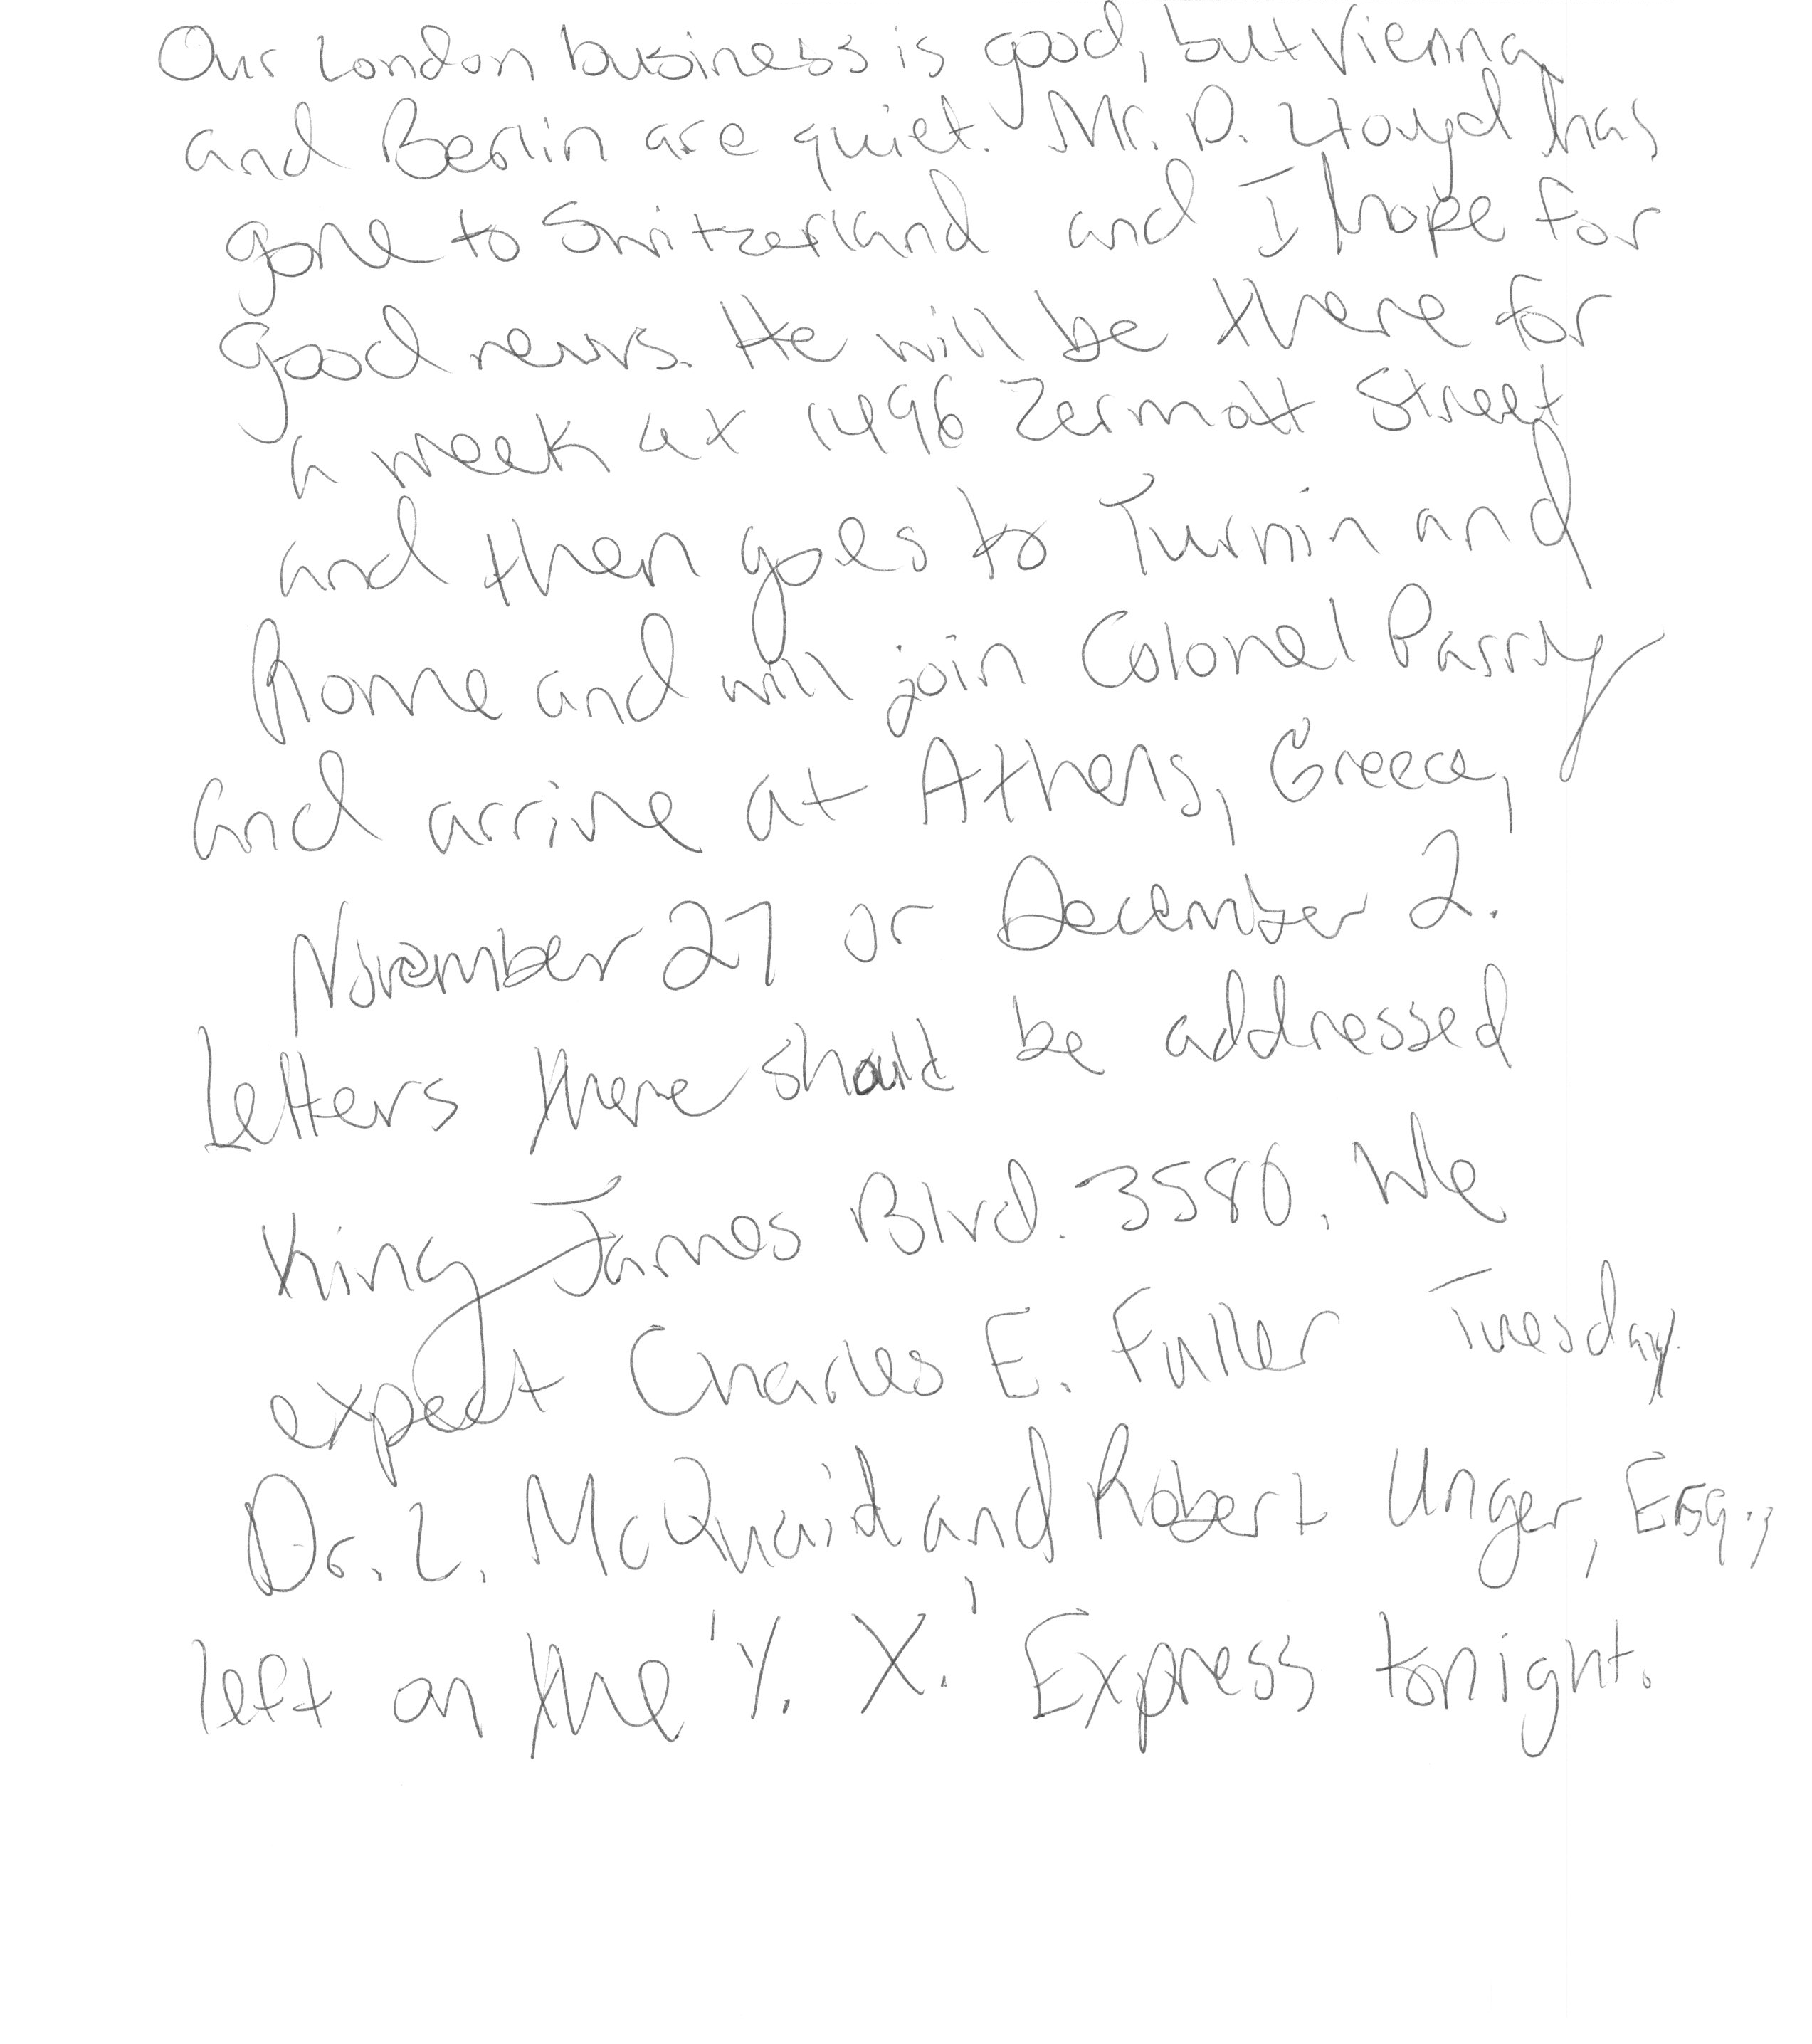 Our London business is good, but Vienna
and Berlin are quiet. Mr. D. Lloyd has
gone to Switzerland and I hope for
good news. He will be there for
a week at 1496 Zermott Street
and then goes to Turnin and
Rome and will join Colonel Parry
and arrive at Athens, Greece,
November 27 or December 2.
Letters there should be addressed
King James Blvd. 3580. We
expect Charles E. Fuller Tuesday.
Dr. L. McQuaid and Robert Unger, Esq.,
left on the 'Y. X.' Express tonight.